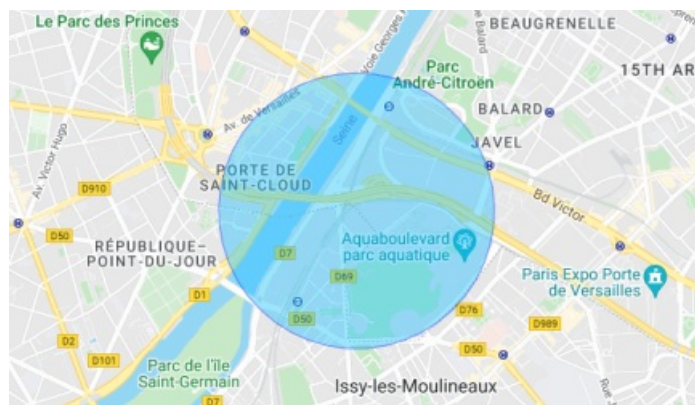 Le Parc des Princes
BEAUGRENELLE
Parc
André-Citroën
15TH AR
BALARD
JAVEL
Av. de Versailles
Seine
PORTE DE
SAINT-CLOUD
Av. Victor Hugo
D910
Bd Victor
D50
RÉPUBLIQUE–
POINT-DU-JOUR
D7
Aquaboulevard
parc aquatique
D69
Paris Expo Porte
de Versailles
D1
D50
D76
D989
D2
D101
Parc de l'île
Saint-Germain
D50
Issy-les-Moulineaux
D7